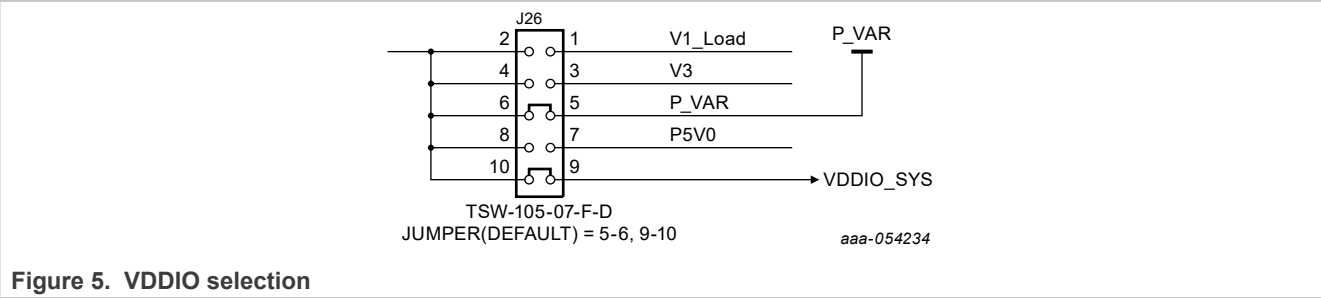 J26
P_VAR
2 1 V1_Load
4 3 V3
6 5 P_VAR
8 7 P5V0
10 9 VDDIO_SYS
TSW-105-07-F-D
JUMPER(DEFAULT) = 5-6, 9-10
aaa-054234
Figure 5. VDDIO selection